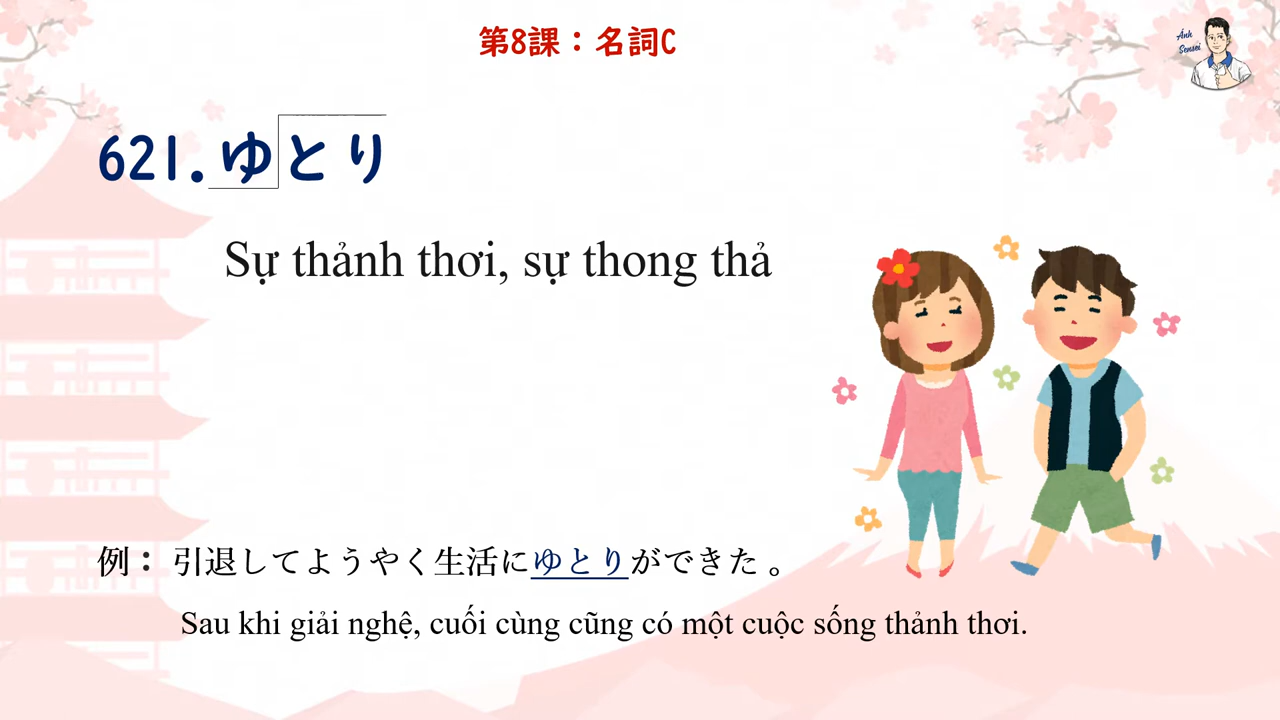 第8課：名詞C
Ánh
Sensei
621. ゆとり
Sự thảnh thơi, sự thong thả
例： 引退してようやく生活にゆとりができた。
Sau khi giải nghệ, cuối cùng cũng có một cuộc sống thảnh thơi.